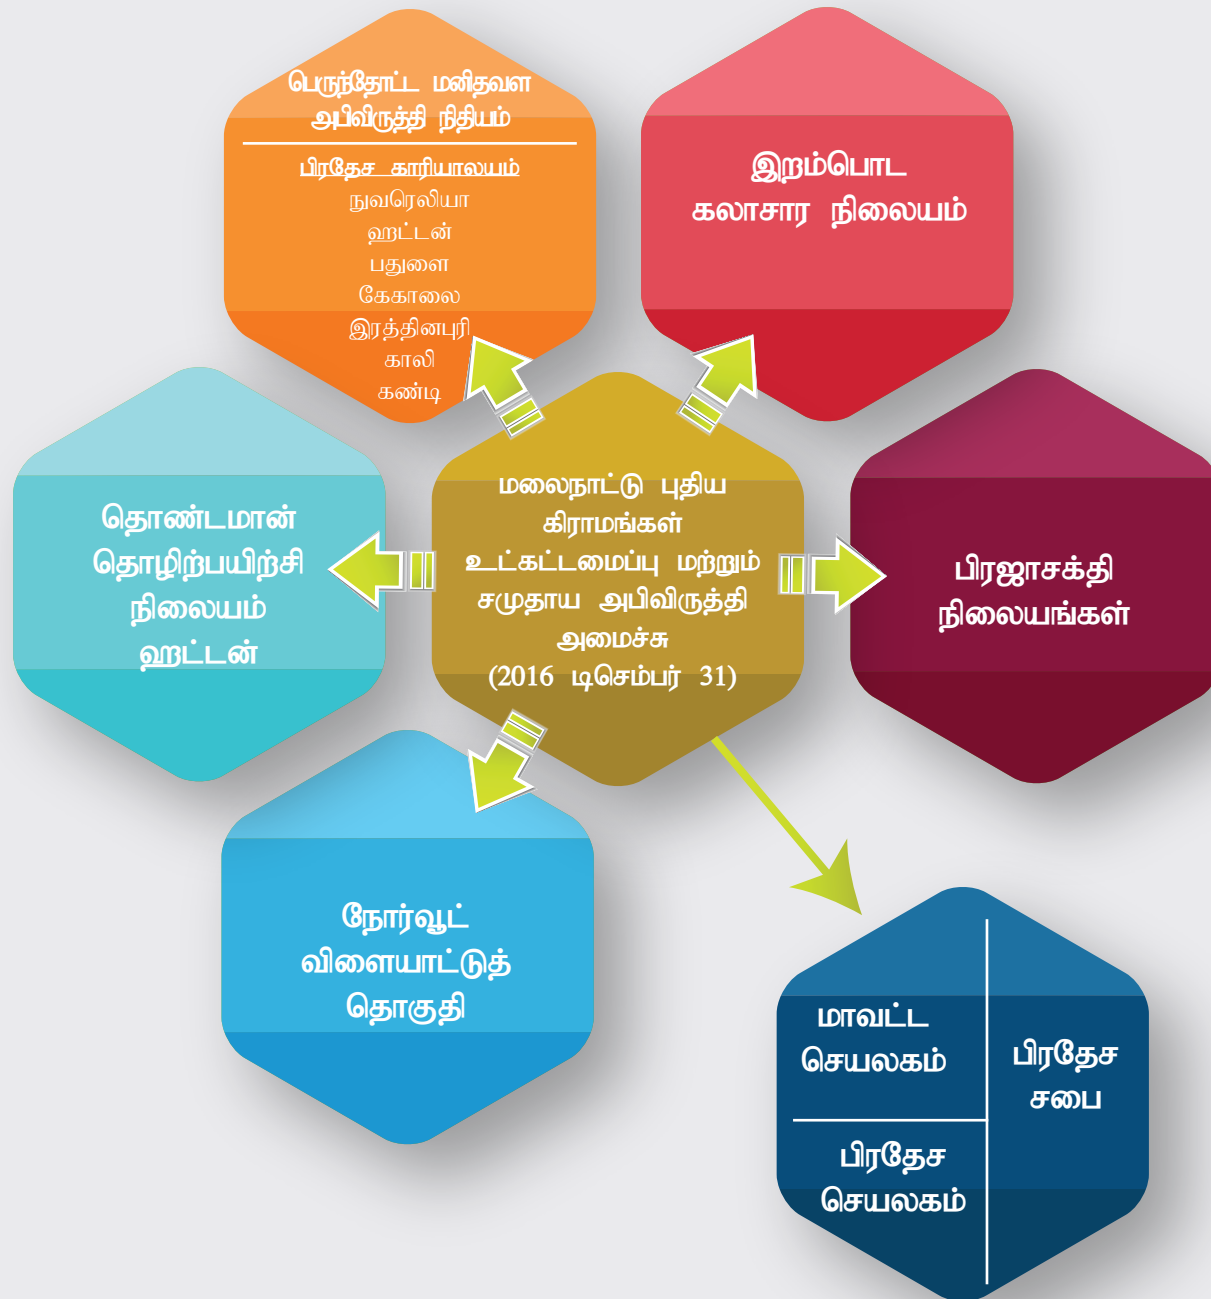 பெருந்தோட்ட மனிதவள
அபிவிருத்தி நிதியம்
பிரதேச காரியாலயம்
நுவரெலியா
ஹட்டன்
பதுளை
கேகாலை
இரத்தினபுரி
காலி
கண்டி
இறம்பொட
கலாசார நிலையம்
தொண்டமான்
தொழிற்பயிற்சி
நிலையம்
ஹட்டன்
மலைநாட்டு புதிய
கிராமங்கள்
உட்கட்டமைப்பு மற்றும்
சமுதாய அபிவிருத்தி
அமைச்சு
(2016 டிசெம்பர் 31)
பிரஜாசக்தி
நிலையங்கள்
நோர்வூட்
விளையாட்டுத்
தொகுதி
மாவட்ட
செயலகம்
பிரதேச
செயலகம்
பிரதேச
சபை